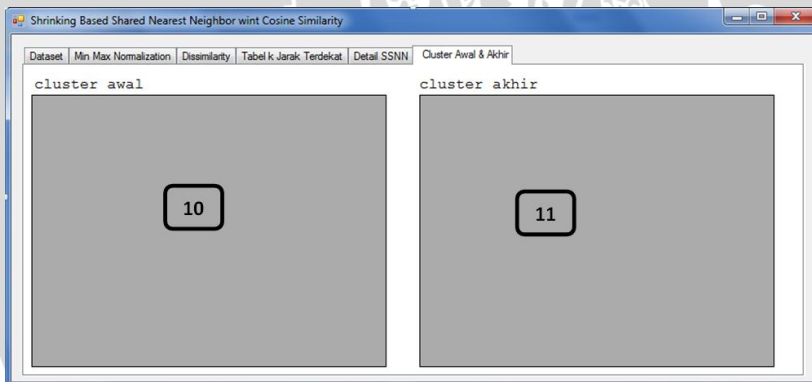 Shrinking Based Shared Nearest Neighbor wint Cosine Similarity
Dataset Min Max Normalization Dissimilarity Tabel k Jarak Terdekat Detail SSNN Cluster Awal & Akhir
cluster awal cluster akhir
10 11